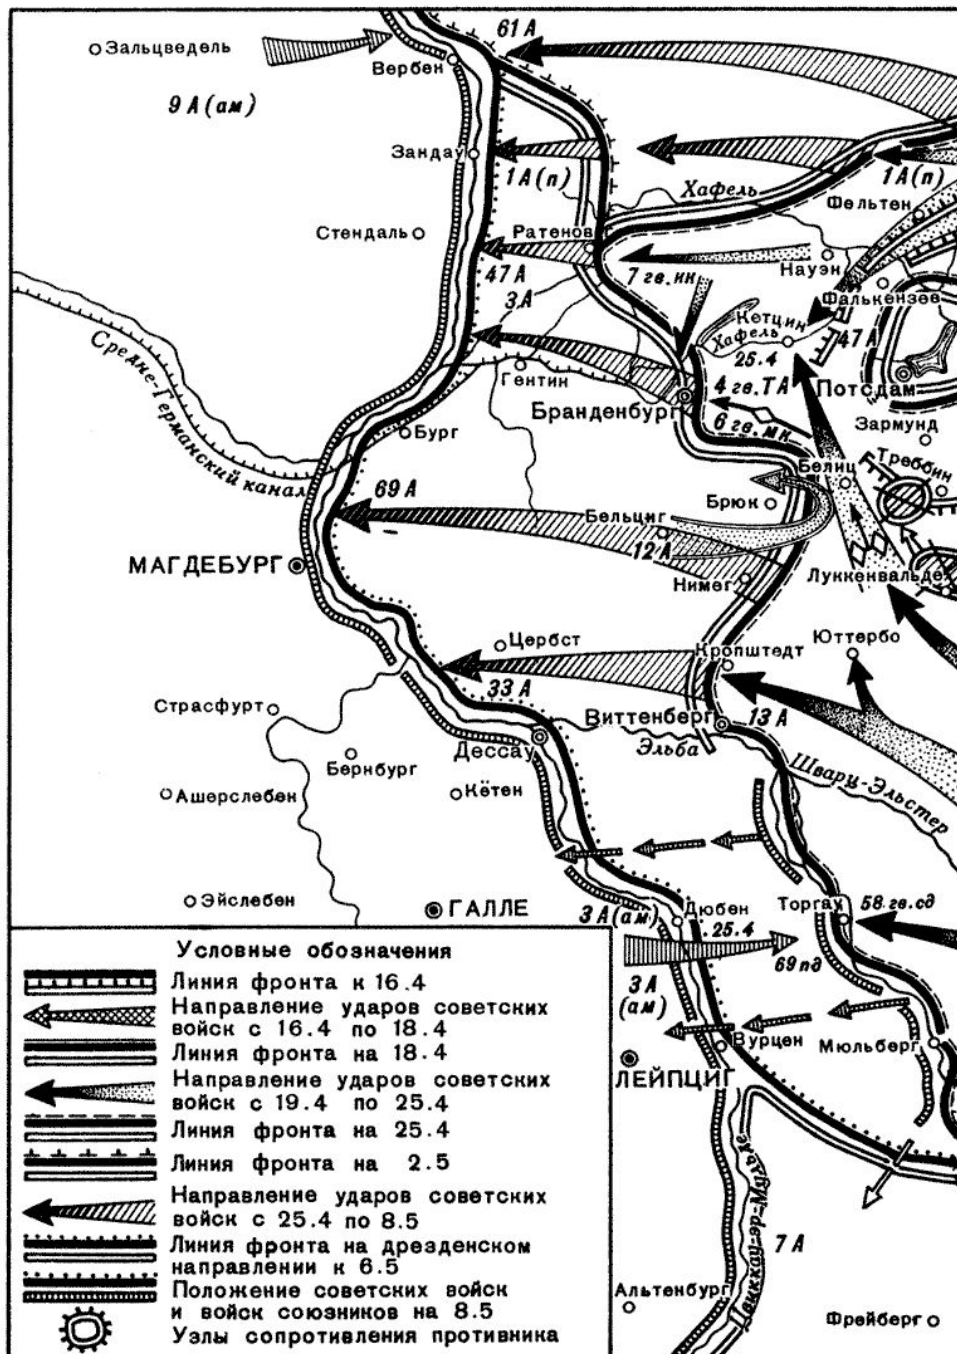 61 А
Зальцведель
Вербен
9 А (ам)
Зандау
1 А (п)
Хафель
1 А (п)
Фельтен
Стендаль
Ратенов
Науэн
47 А
7 гв. мк
3 А
Фалькензее
Кетцин
Хафель
25.4
47 А
Средне-Германский канал
Гентин
4 гв. ТА
Потсдам
Бранденбург
6 гв. мк
Зармунд
Бург
Белиц
Треббин
69 А
Брюк
Бельциг
12 А
МАГДЕБУРГ
Нимег
Луккенвальде
Цербст
Ютербо
Кропштедт
33 А
Страсфурт
Виттенберг
13 А
Эльба
Дессау
Бернбург
Шварц-Эльстер
Ашерслебен
Кётен
Эйслебен
ГАЛЛЕ
3 А (ам)
Дюбен
25.4
Торгау
58 гв. сд
69 пд
3 А
(ам)
Вурцен
Мюльберг
ЛЕЙПЦИГ
7 А
Альтенбург
Фрейберг
Условные обозначения
Линия фронта к 16.4
Направление ударов советских
войск с 16.4 по 18.4
Линия фронта на 18.4
Направление ударов советских
войск с 19.4 по 25.4
Линия фронта на 25.4
Линия фронта на 2.5
Направление ударов советских
войск с 25.4 по 8.5
Линия фронта на дрезденском
направлении к 6.5
Положение советских войск
и войск союзников на 8.5
Узлы сопротивления противника